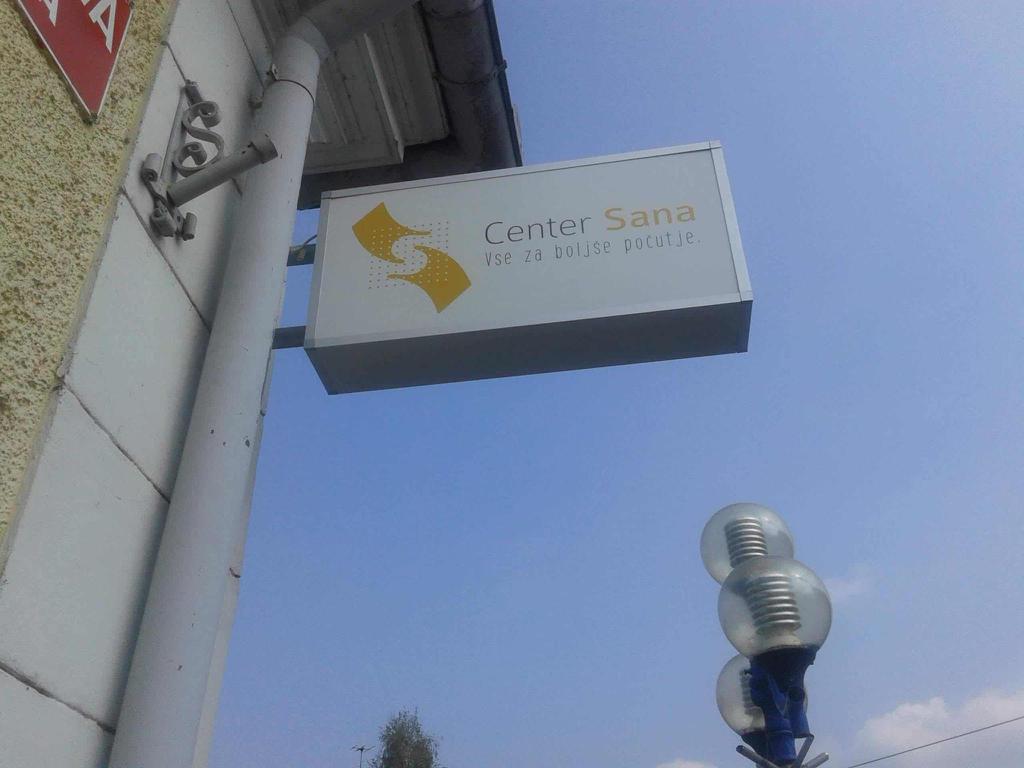 Center Sana
Vse za boljše počutje.